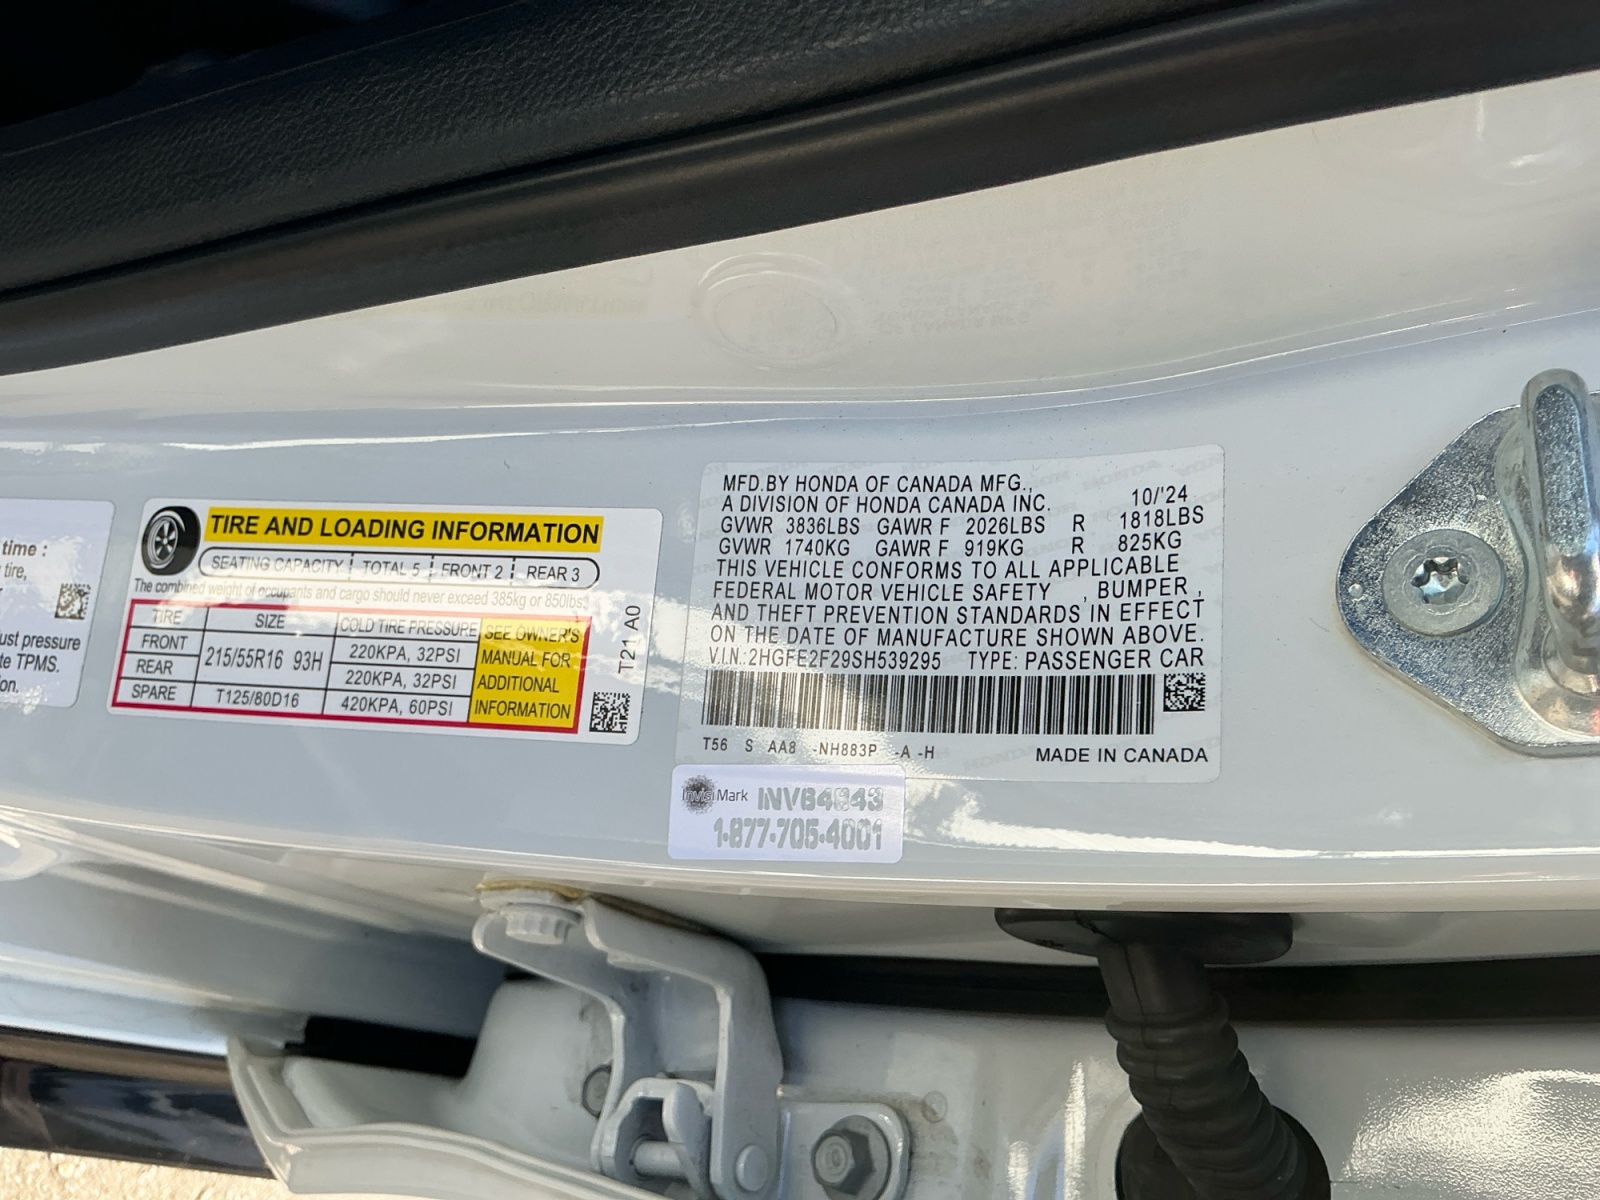 time :
tire,
ust pressure
te TPMS.
on.
TIRE AND LOADING INFORMATION
SEATING CAPACITY TOTAL 5 FRONT 2 REAR 3
The combined weight of occupants and cargo should never exceed 385kg or 850lbs.
TIRE SIZE COLD TIRE PRESSURE SEE OWNER'S
FRONT 215/55R16 93H 220KPA, 32PSI MANUAL FOR
REAR 220KPA, 32PSI ADDITIONAL
SPARE T125/80D16 420KPA, 60PSI INFORMATION
T21 A0
MFD.BY HONDA OF CANADA MFG.,
A DIVISION OF HONDA CANADA INC. 10/'24
GVWR 3836LBS GAWR F 2026LBS R 1818LBS
GVWR 1740KG GAWR F 919KG R 825KG
THIS VEHICLE CONFORMS TO ALL APPLICABLE
FEDERAL MOTOR VEHICLE SAFETY , BUMPER ,
AND THEFT PREVENTION STANDARDS IN EFFECT
ON THE DATE OF MANUFACTURE SHOWN ABOVE.
V.I.N.:2HGFE2F29SH539295 TYPE: PASSENGER CAR
T56 S AA8 -NH883P -A -H
MADE IN CANADA
InvisiMark
1-877-705-4001